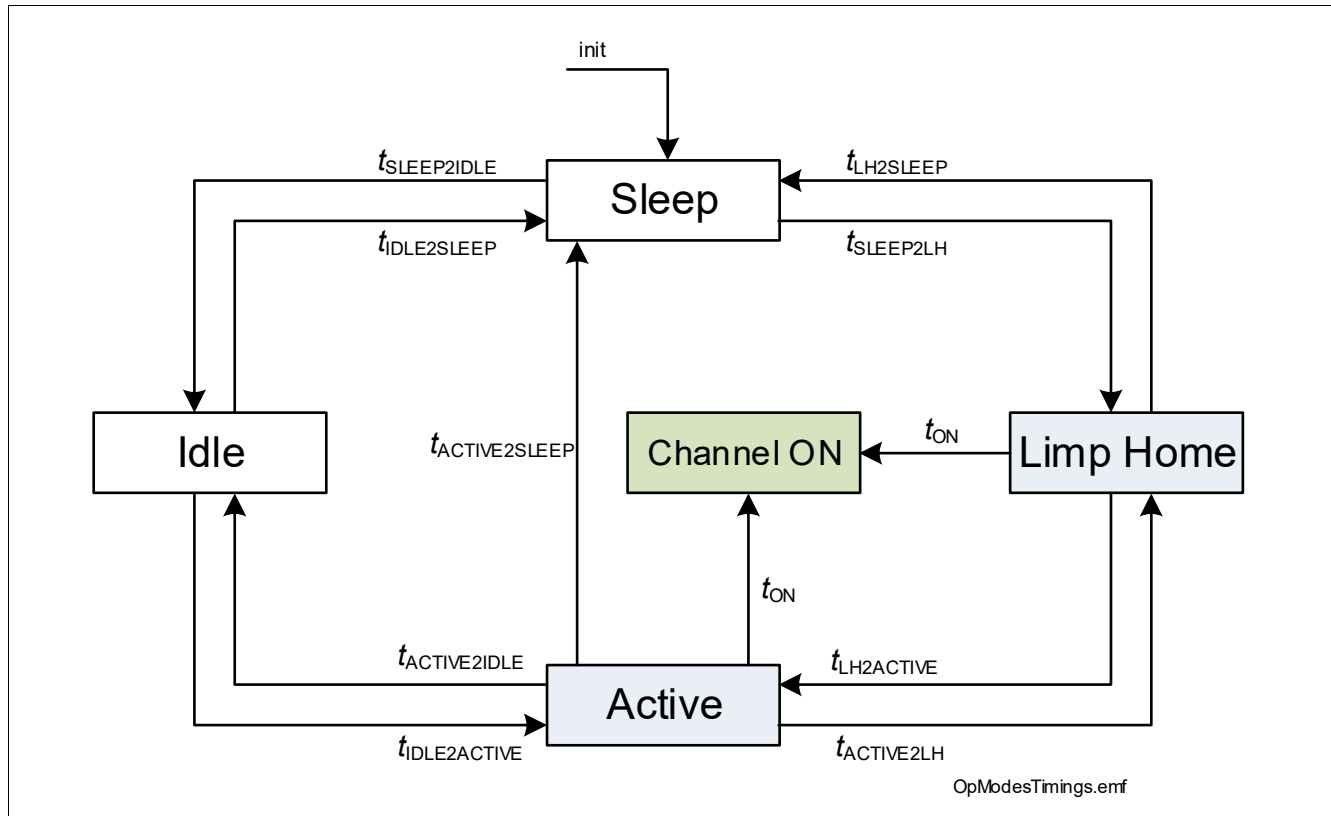 init
tSLEEP2IDLE
tLH2SLEEP
Sleep
tIDLE2SLEEP
tSLEEP2LH
Idle
tACTIVE2SLEEP
Channel ON
tON
Limp Home
tON
tACTIVE2IDLE
tLH2ACTIVE
Active
tIDLE2ACTIVE
tACTIVE2LH
OpModesTimings.emf